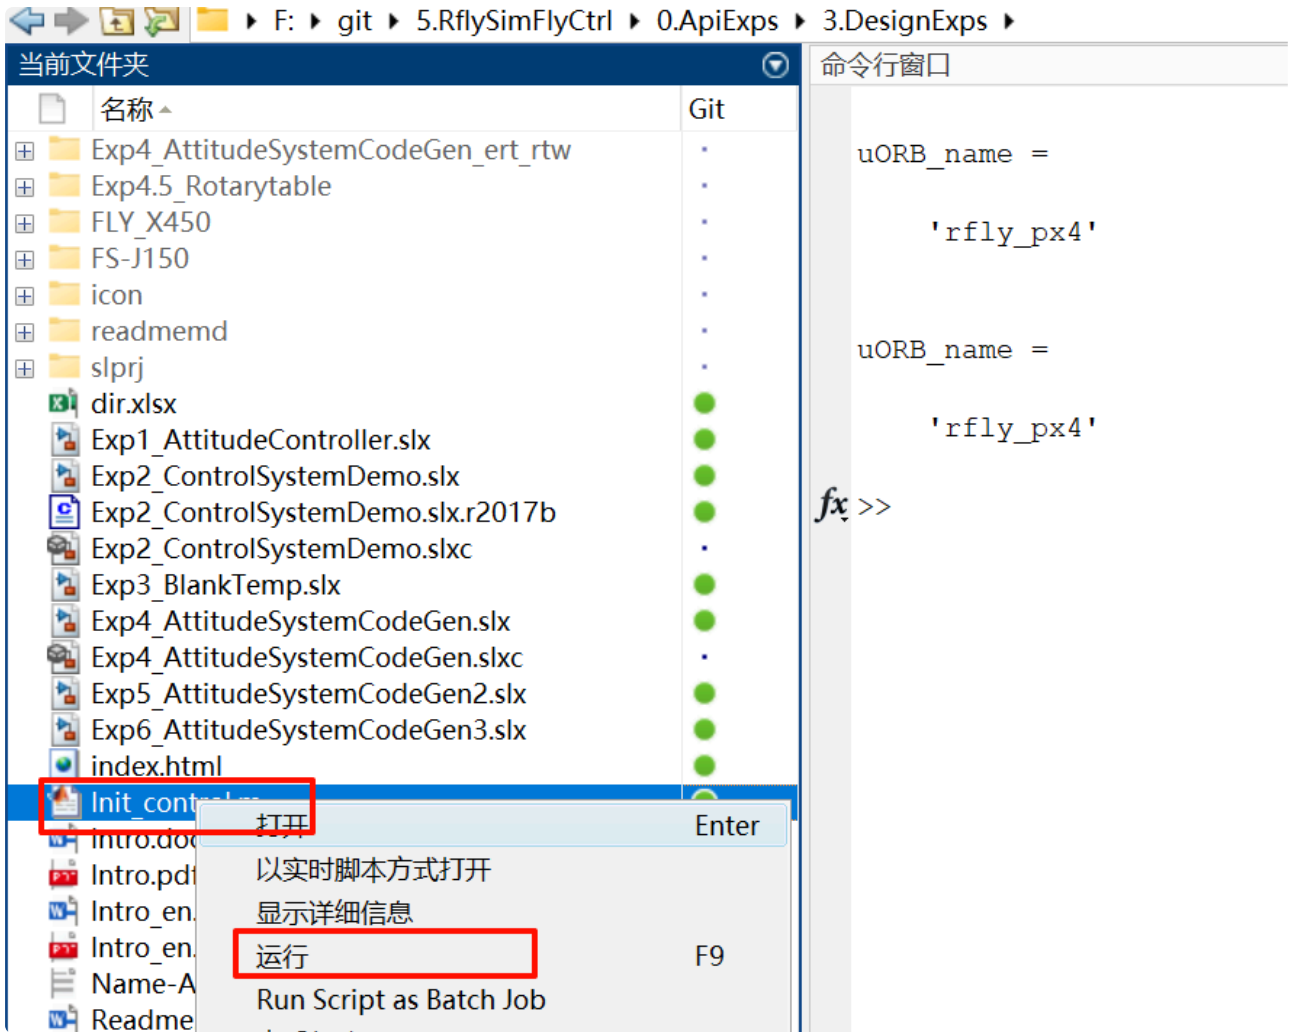 F: git 5.RflySimFlyCtrl 0.ApiExps 3.DesignExps
当前文件夹
名称 Git
Exp4_AttitudeSystemCodeGen_ert_rtw
Exp4.5_Rotarytable
FLY_X450
FS-J150
icon
readmemd
slprj
dir.xlsx
Exp1_AttitudeController.slx
Exp2_ControlSystemDemo.slx
Exp2_ControlSystemDemo.slx.r2017b
Exp2_ControlSystemDemo.slxc
Exp3_BlankTemp.slx
Exp4_AttitudeSystemCodeGen.slx
Exp4_AttitudeSystemCodeGen.slxc
Exp5_AttitudeSystemCodeGen2.slx
Exp6_AttitudeSystemCodeGen3.slx
index.html
Init_control.m
Intro.doc
Intro.pdf
Intro_en.
Intro_en.
Name-A
Readme
打开 Enter
以实时脚本方式打开
显示详细信息
运行 F9
Run Script as Batch Job
命令行窗口
uORB_name =
'rfly_px4'
uORB_name =
'rfly_px4'
fx >>